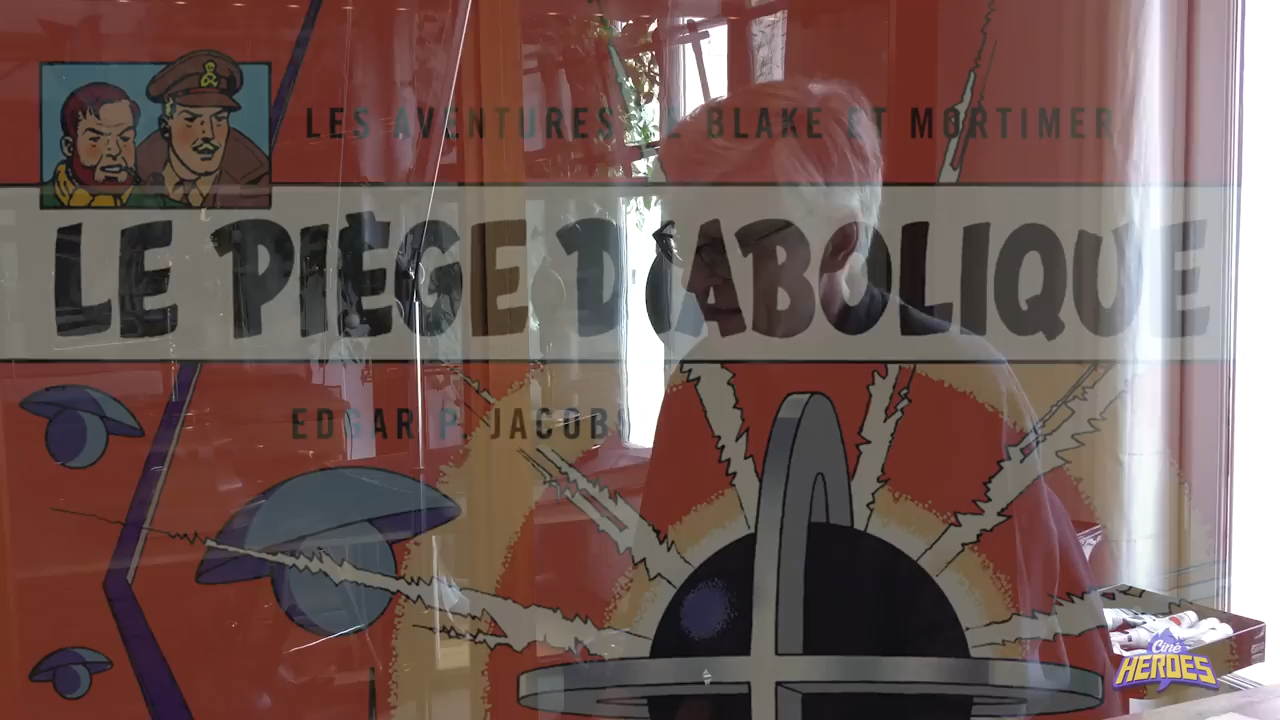 LES AVENTURES DE BLAKE ET MORTIMER
LE PIÈGE DIABOLIQUE
EDGAR P. JACOBS
Ciné
HEROES